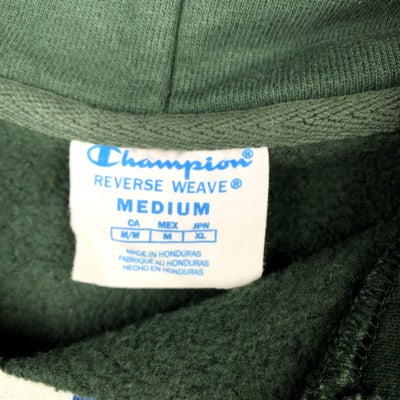 Champion®
REVERSE WEAVE®
MEDIUM
CA MEX JPN
M/M M XL
MADE IN HONDURAS
FABRIQUÉ AU HONDURAS
HECHO EN HONDURAS